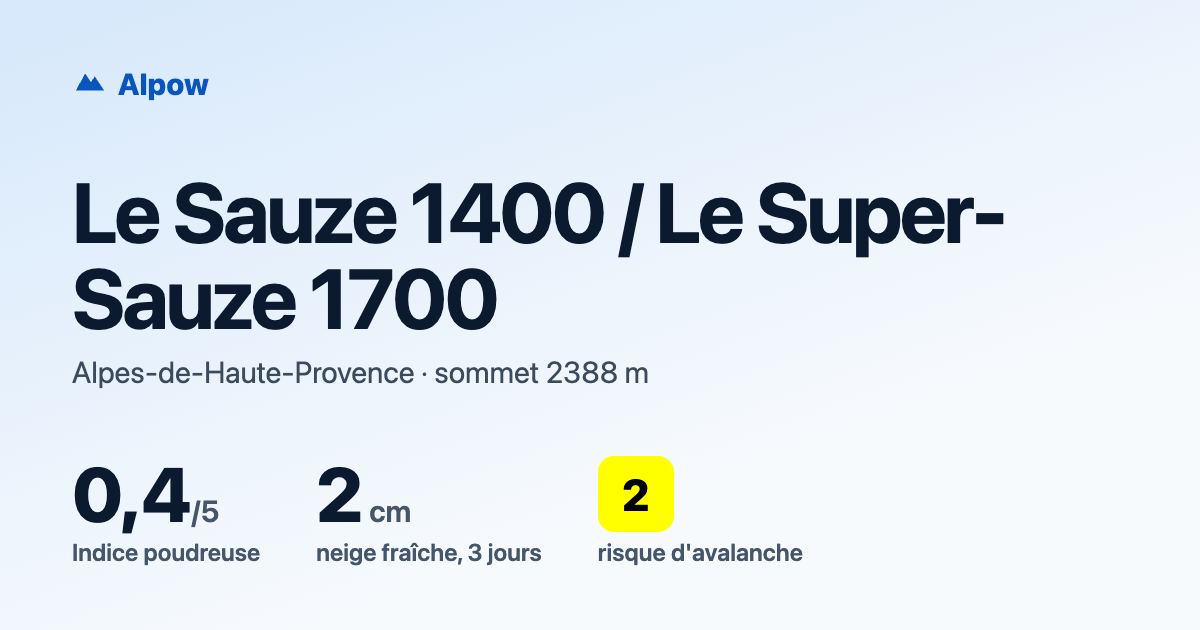 Alpow
Le Sauze 1400 / Le Super-
Sauze 1700
Alpes-de-Haute-Provence · sommet 2388 m
0,4/5
2 cm
2
Indice poudreuse
neige fraîche, 3 jours
risque d'avalanche